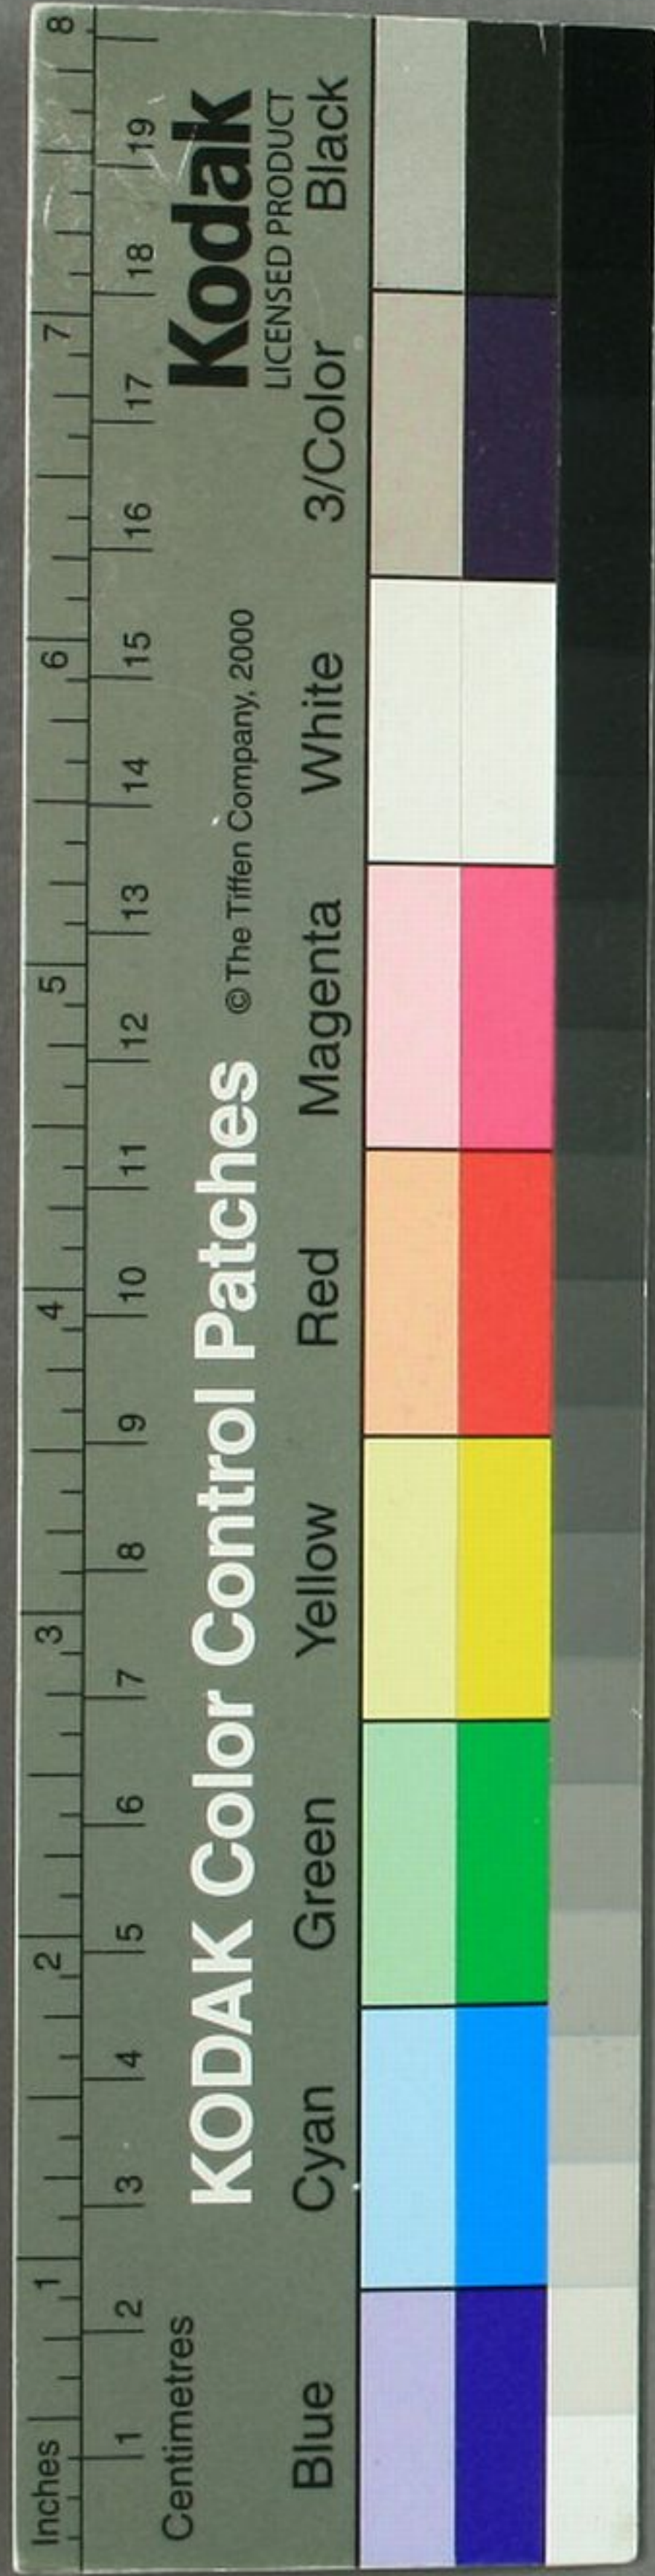 Inches 1 2 3 4 5 6 7 8
Centimetres 1 2 3 4 5 6 7 8 9 10 11 12 13 14 15 16 17 18 19
KODAK Color Control Patches © The Tiffen Company, 2000 Kodak
LICENSED PRODUCT
Blue Cyan Green Yellow Red Magenta White 3/Color Black